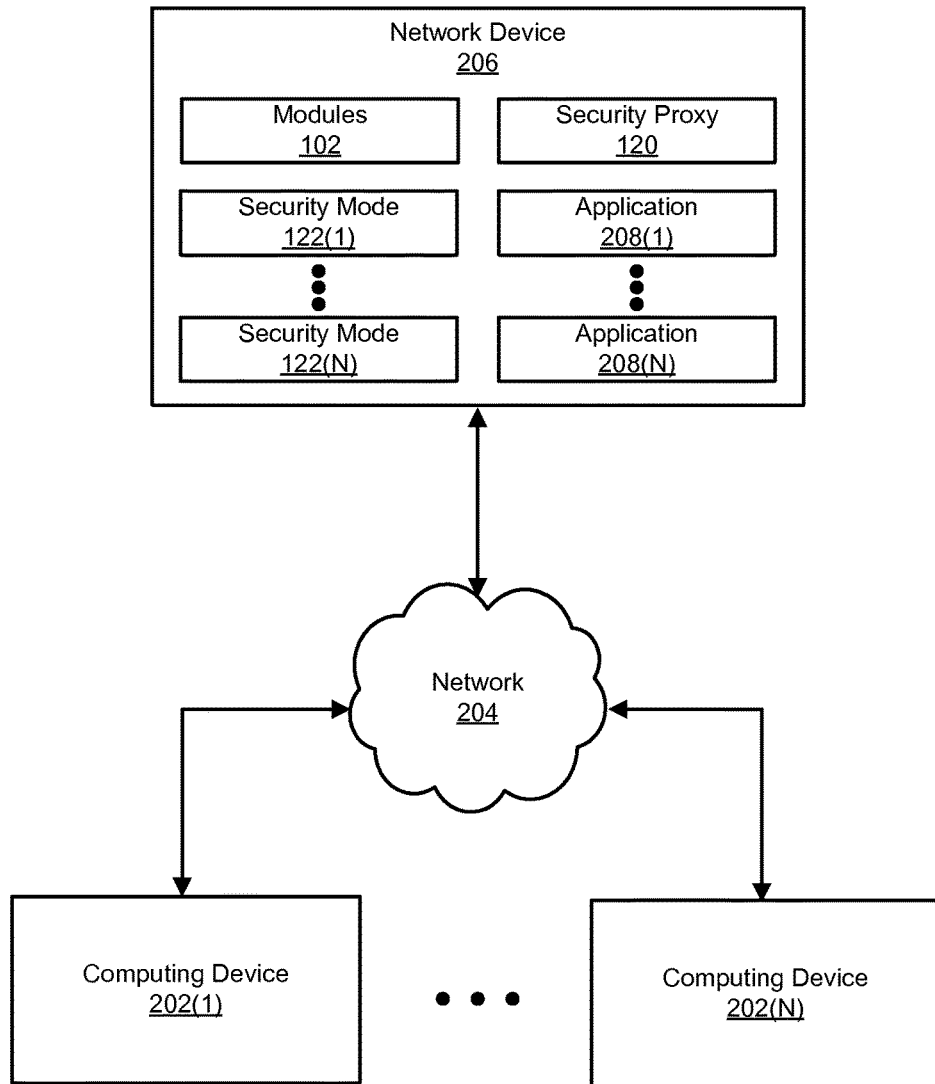 Network Device
206
Modules
102
Security Proxy
120
Security Mode
122(1)
Application
208(1)
Security Mode
122(N)
Application
208(N)
Network
204
Computing Device
202(1)
Computing Device
202(N)